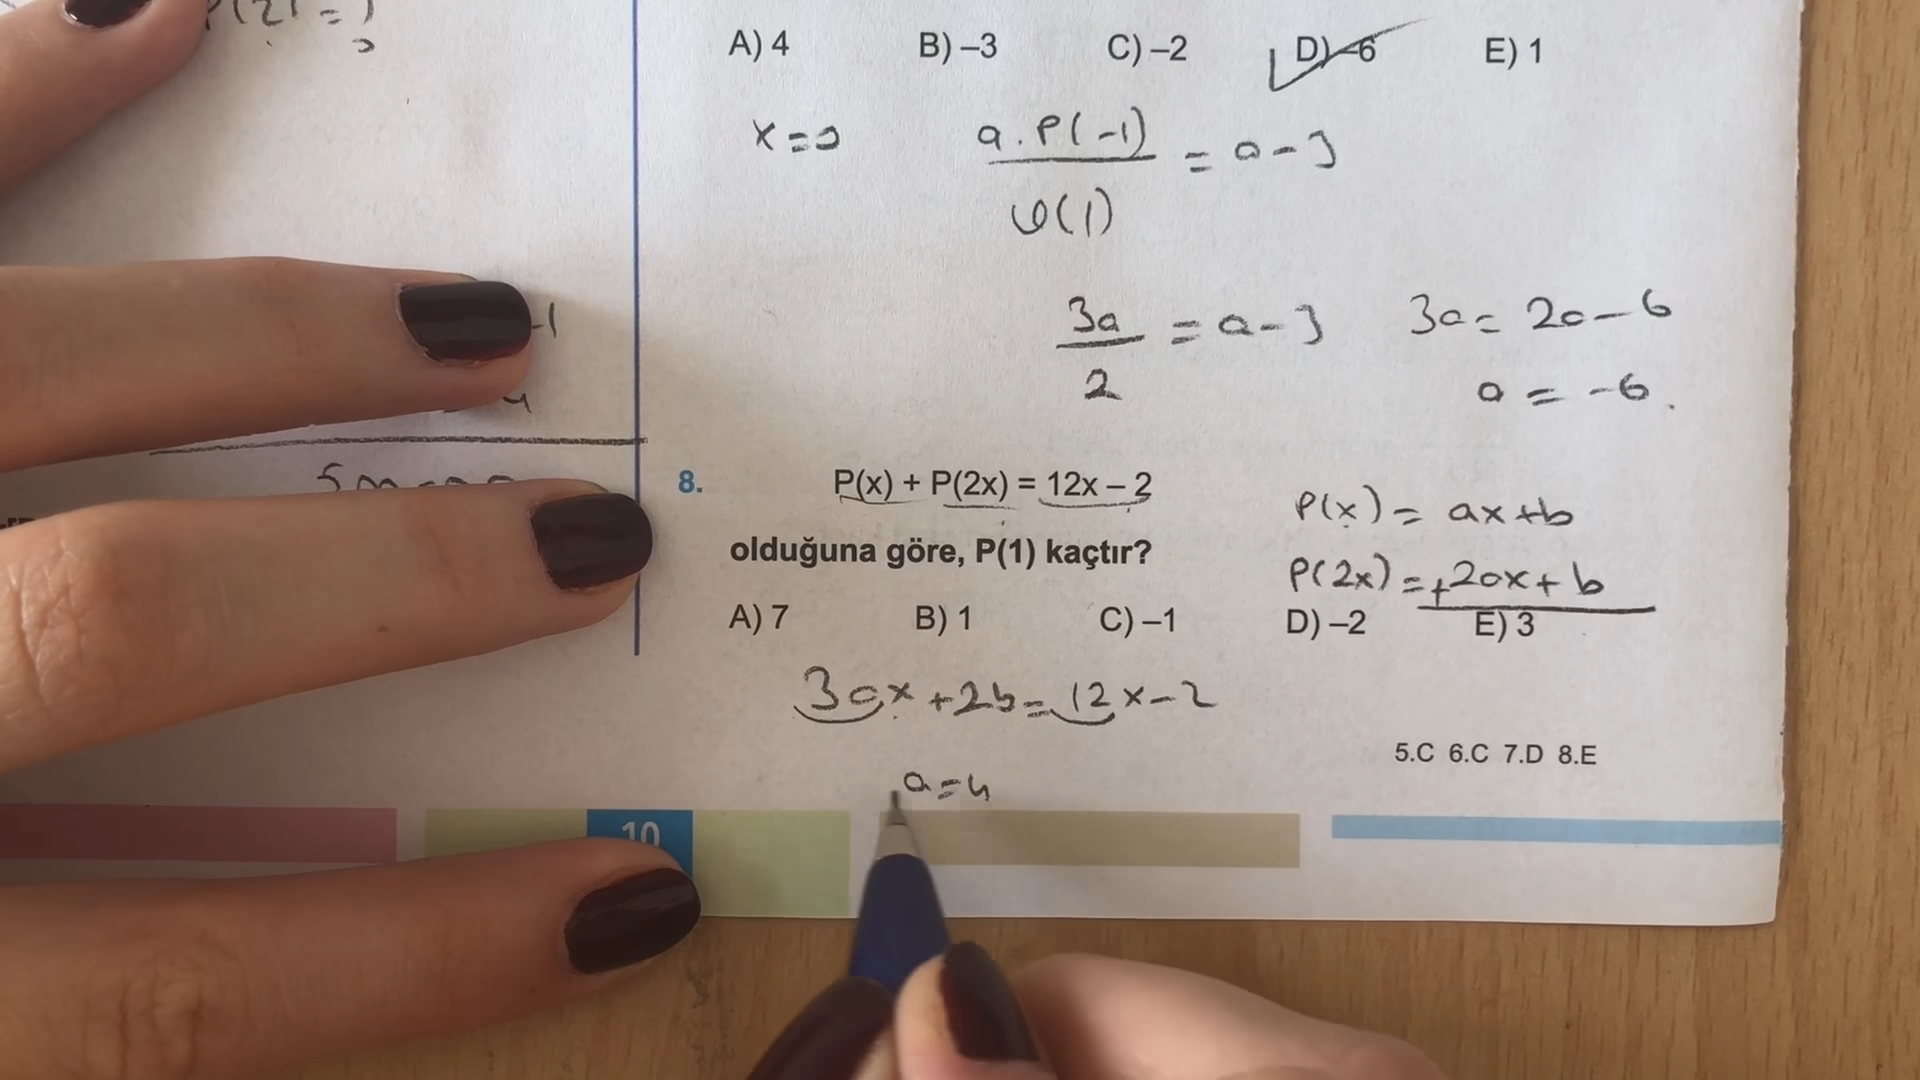 A) 4 B) –3 C) –2 D) –6 E) 1
x = 0
a . P(-1) / Q(1) = a - 3
3a / 2 = a - 3
3a = 2a - 6
a = -6 .
8. P(x) + P(2x) = 12x – 2
olduğuna göre, P(1) kaçtır?
P(x) = ax+b
P(2x) = +2ax+b
A) 7 B) 1 C) –1 D) –2 E) 3
3ax +2b = 12x - 2
a = 4
5.C 6.C 7.D 8.E
10